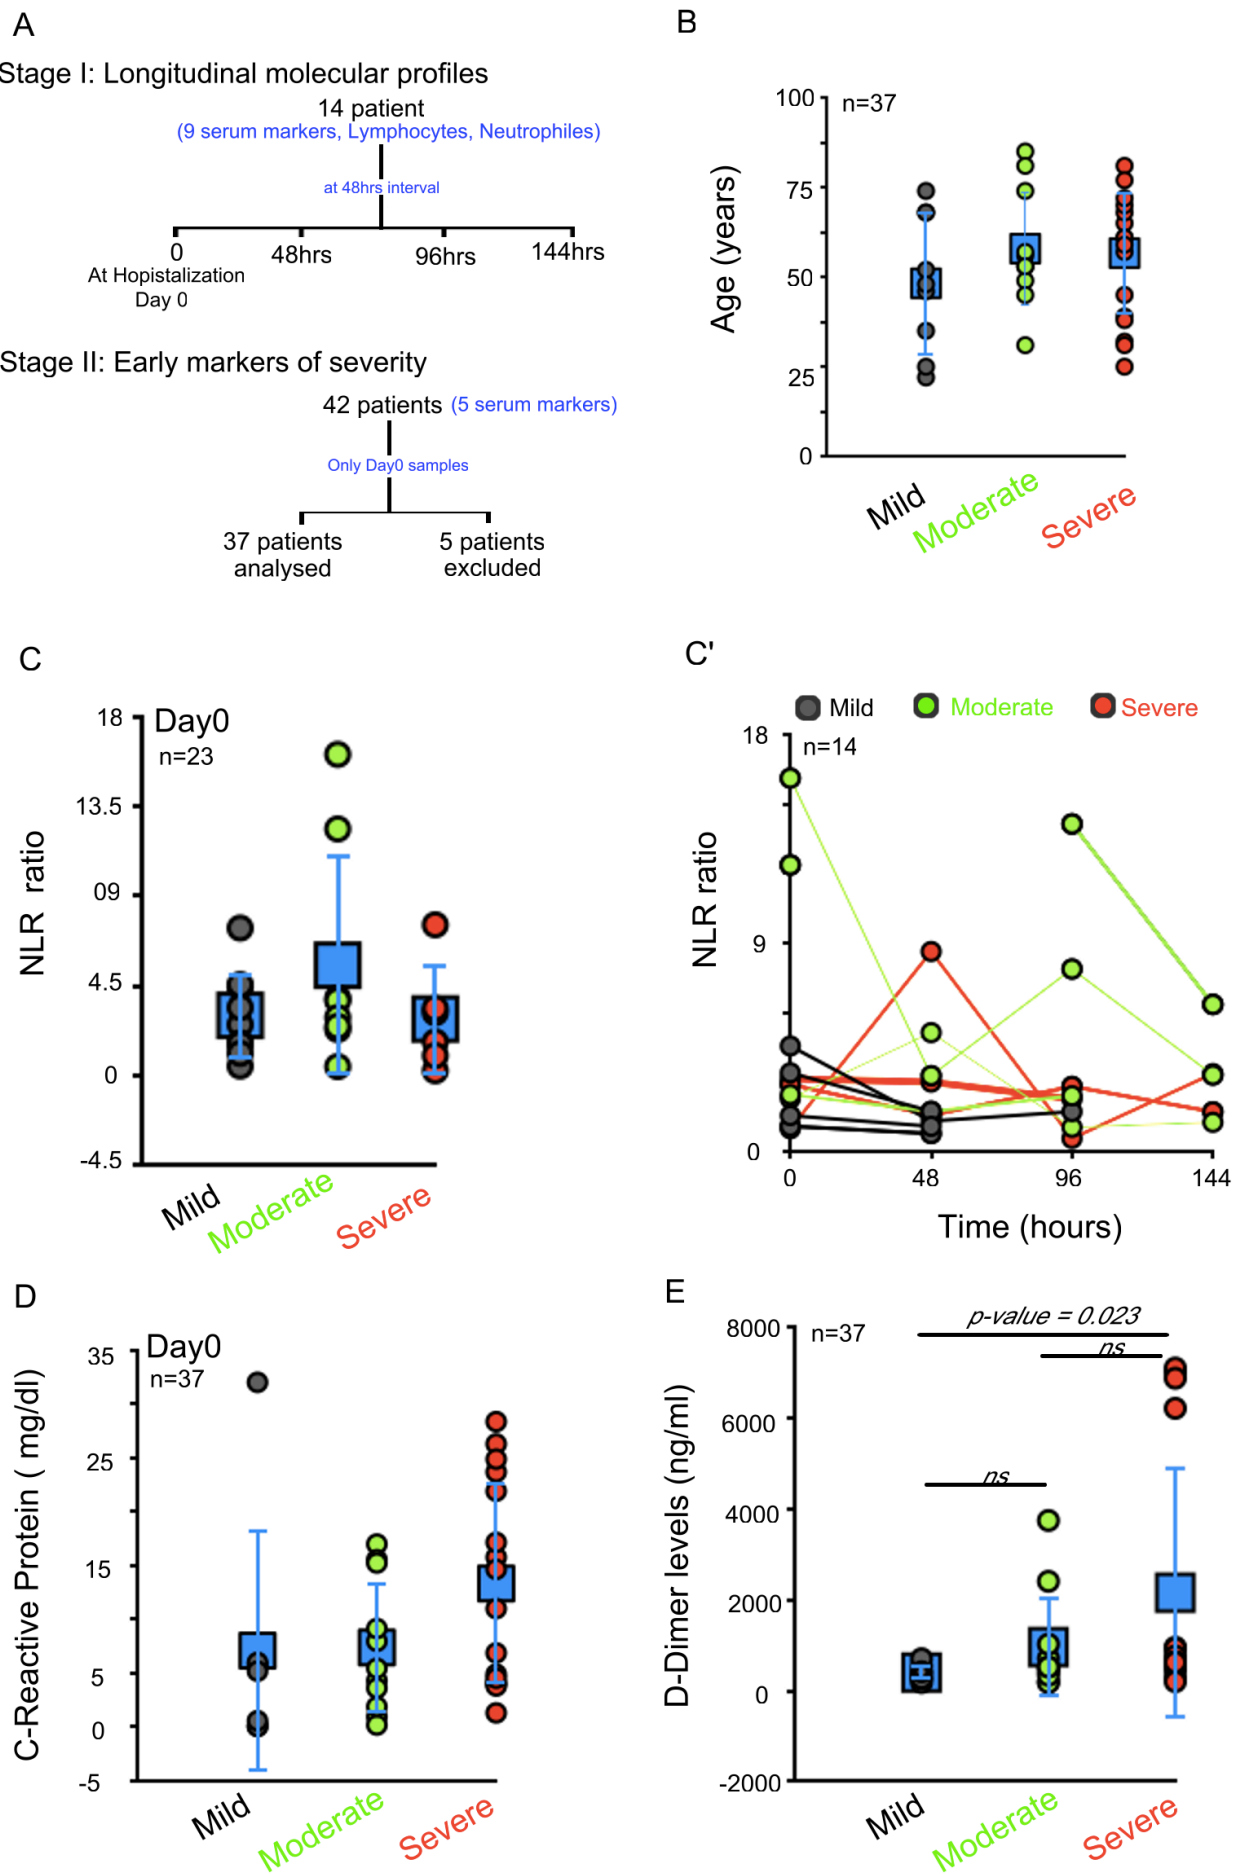 A
Stage I: Longitudinal molecular profiles
14 patient
(9 serum markers, Lymphocytes, Neutrophiles)
at 48hrs interval
0
48hrs
96hrs
144hrs
At Hopistalization
Day 0
Stage II: Early markers of severity
42 patients (5 serum markers)
Only Day0 samples
37 patients
analysed
5 patients
excluded
B
n=37
Age (years)
100
75
50
25
0
Mild
Moderate
Severe
C
Day0
n=23
NLR ratio
18
13.5
09
4.5
0
-4.5
Mild
Moderate
Severe
C'
Mild
Moderate
Severe
n=14
NLR ratio
18
9
0
0
48
96
144
Time (hours)
D
Day0
n=37
C-Reactive Protein ( mg/dl)
35
25
15
5
0
-5
Mild
Moderate
Severe
E
n=37
p-value = 0.023
ns
ns
D-Dimer levels (ng/ml)
8000
6000
4000
2000
0
-2000
Mild
Moderate
Severe